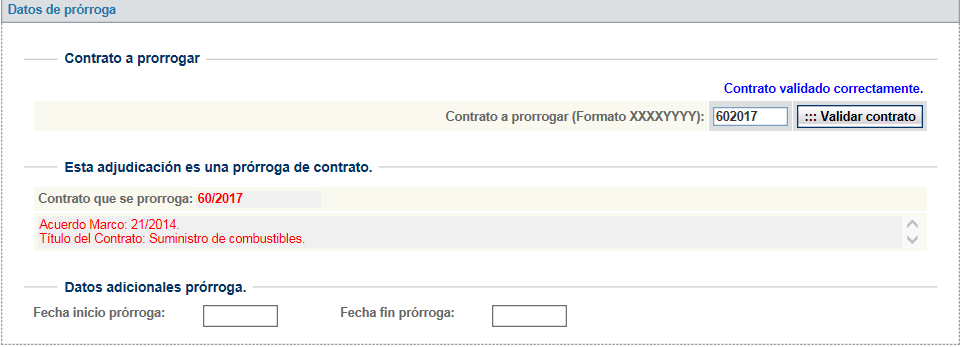 Datos de prórroga
Contrato a prorrogar
Contrato validado correctamente.
Contrato a prorrogar (Formato XXXXYYYY): 602017 ::: Validar contrato
Esta adjudicación es una prórroga de contrato.
Contrato que se prorroga: 60/2017
Acuerdo Marco: 21/2014.
Título del Contrato: Suministro de combustibles.
Datos adicionales prórroga.
Fecha inicio prórroga: Fecha fin prórroga: